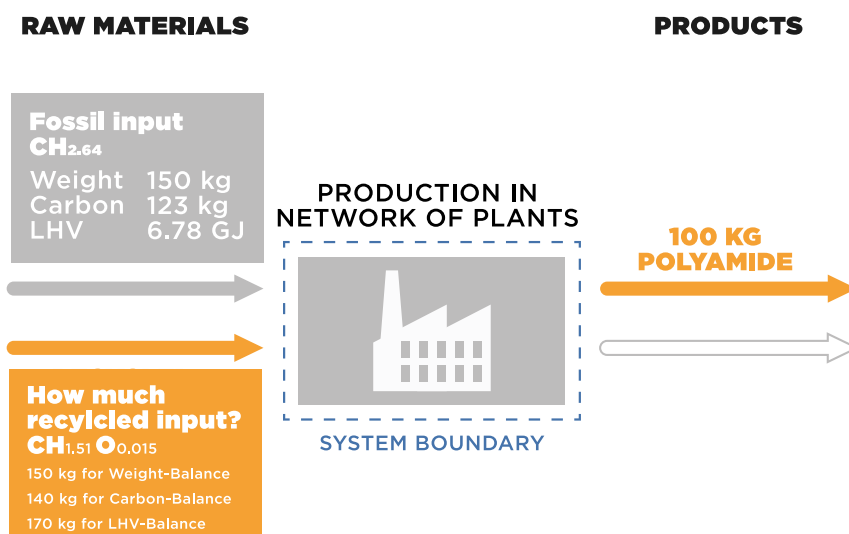 RAW MATERIALS
PRODUCTS
Fossil input
CH2.64
Weight 150 kg
Carbon 123 kg
LHV 6.78 GJ
PRODUCTION IN
NETWORK OF PLANTS
100 KG
POLYAMIDE
How much
recylcled input?
CH1.51 O0.015
150 kg for Weight-Balance
140 kg for Carbon-Balance
170 kg for LHV-Balance
SYSTEM BOUNDARY